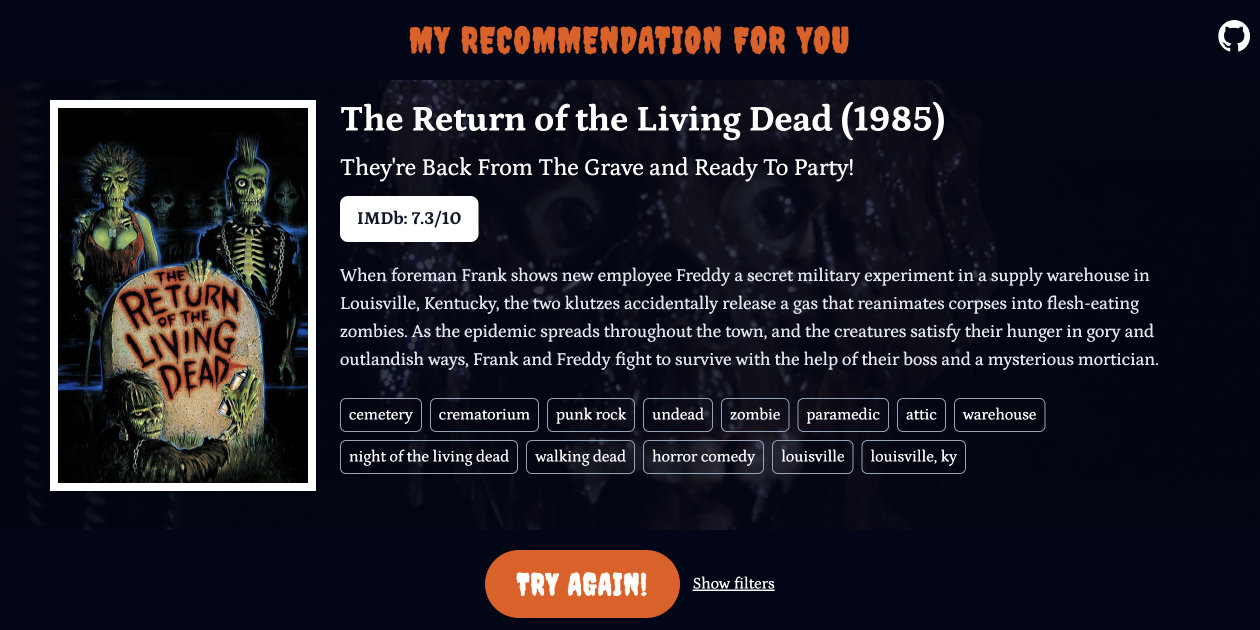 MY RECOMMENDATION FOR YOU
THE
RETURN
OF THE
LIVING
DEAD
The Return of the Living Dead (1985)
They're Back From The Grave and Ready To Party!
IMDb: 7.3/10
When foreman Frank shows new employee Freddy a secret military experiment in a supply warehouse in
Louisville, Kentucky, the two klutzes accidentally release a gas that reanimates corpses into flesh-eating
zombies. As the epidemic spreads throughout the town, and the creatures satisfy their hunger in gory and
outlandish ways, Frank and Freddy fight to survive with the help of their boss and a mysterious mortician.
cemetery crematorium punk rock undead zombie paramedic attic warehouse
night of the living dead walking dead horror comedy louisville louisville, ky
TRY AGAIN! Show filters